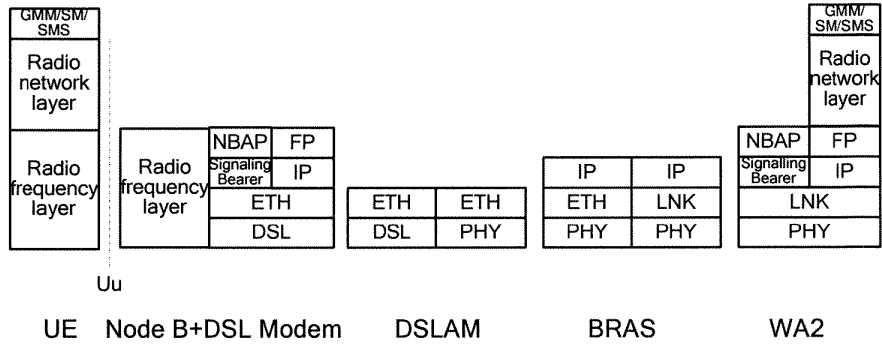 GMM/SM/
SMS
Radio
network
layer
Radio
frequency
layer
Uu
UE
Radio
frequency
layer
NBAP
FP
Signaling
Bearer
IP
ETH
DSL
Node B+DSL Modem
ETH
ETH
DSL
PHY
DSLAM
IP
IP
ETH
LNK
PHY
PHY
BRAS
GMM/
SM/SMS
Radio
network
layer
NBAP
FP
Signalling
Bearer
IP
LNK
PHY
WA2